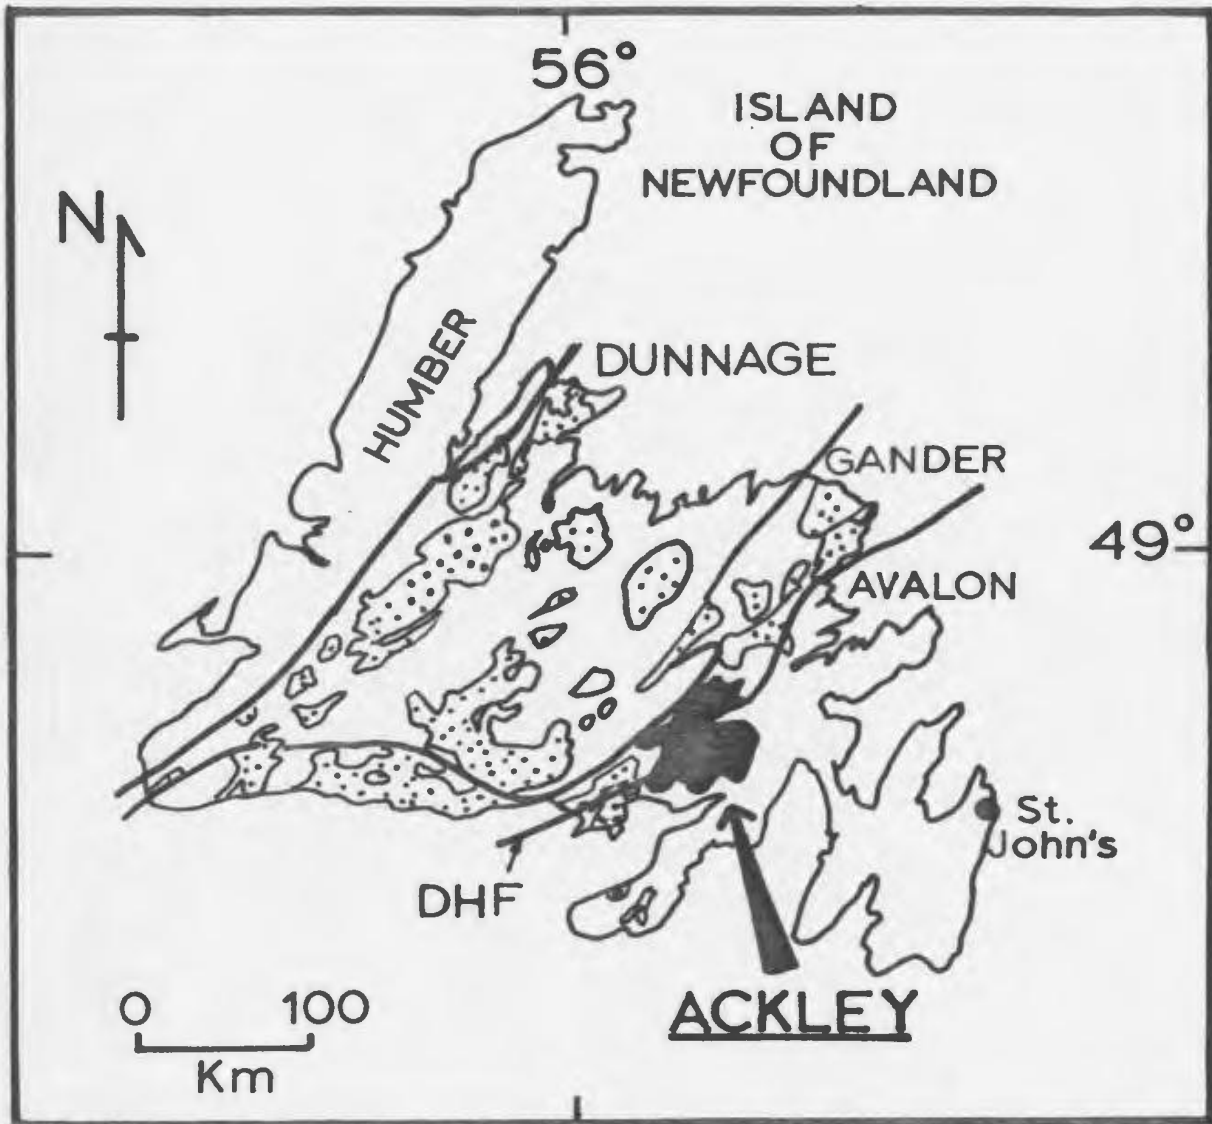 56°
ISLAND
OF
NEWFOUNDLAND
N
HUMBER
DUNNAGE
GANDER
49°
AVALON
St.
John's
DHF
0 100
Km
ACKLEY